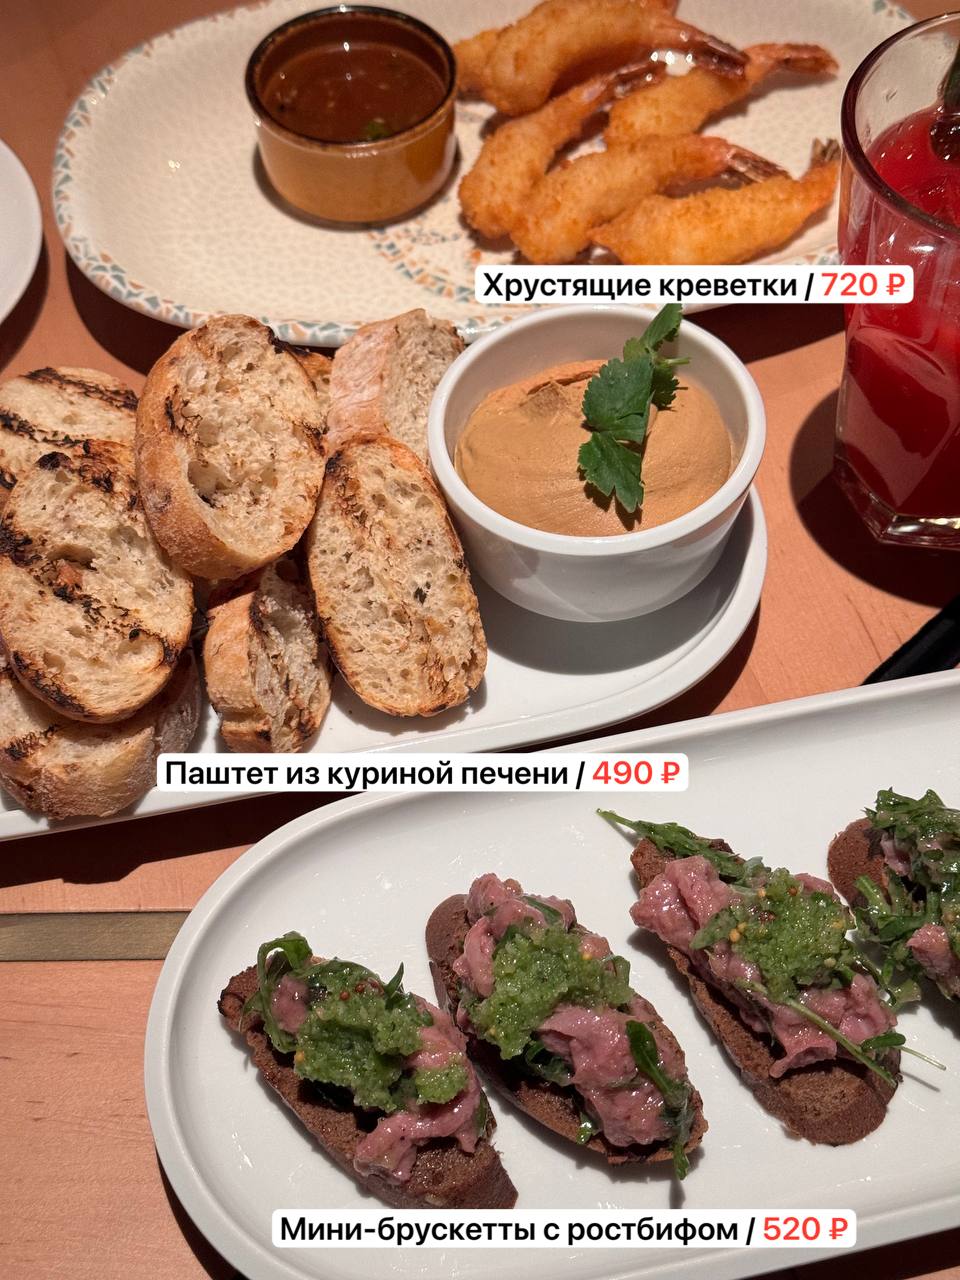 Хрустящие креветки / 720 ₽
Паштет из куриной печени / 490 ₽
Мини-брускетты с ростбифом / 520 ₽